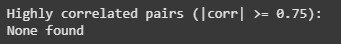 Highly correlated pairs (|corr| >= 0.75):
None found